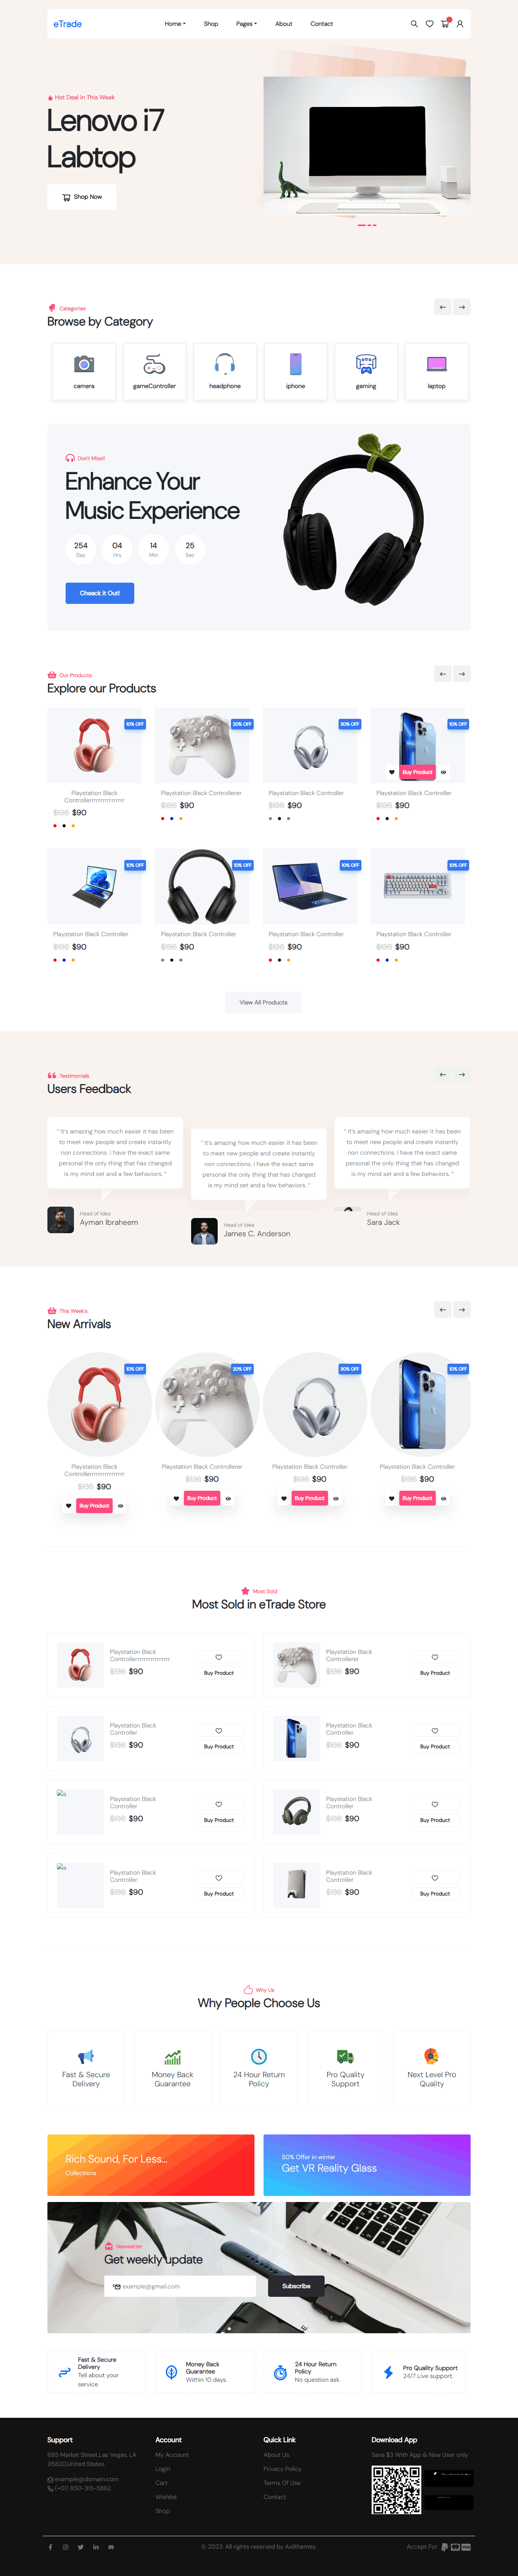 eTrade
Home Shop Pages About Contact
Hot Deal in This Week
Lenovo i7
Labtop
Shop Now
Categories
Browse by Category
camera
gameController
headphone
iphone
gaming
laptop
Don't Miss!!
Enhance Your
Music Experience
254 Day
04 Hrs
14 Min
25 Sec
Cheack It Out!
Our Products
Explore our Products
10% OFF
Playstation Black
Controllerrrrrrrrrrrrrrrr
$136 $90
20% OFF
Playstation Black Controllerer
$136 $90
30% OFF
Playstation Black Controller
$136 $90
10% OFF
Buy Product
Playstation Black Controller
$136 $90
10% OFF
Playstation Black Controller
$136 $90
10% OFF
Playstation Black Controller
$136 $90
10% OFF
Playstation Black Controller
$136 $90
10% OFF
Playstation Black Controller
$136 $90
View All Products
Testimonials
Users Feedback
" It's amazing how much easier it has been
to meet new people and create instantly
non connections. I have the exact same
personal the only thing that has changed
is my mind set and a few behaviors. "
Head of Idea
Ayman Ibraheem
" It's amazing how much easier it has been
to meet new people and create instantly
non connections. I have the exact same
personal the only thing that has changed
is my mind set and a few behaviors. "
Head of Idea
James C. Anderson
" It's amazing how much easier it has been
to meet new people and create instantly
non connections. I have the exact same
personal the only thing that has changed
is my mind set and a few behaviors. "
Head of Idea
Sara Jack
This Week's
New Arrivals
10% OFF
Playstation Black
Controllerrrrrrrrrrrrrrrr
$136 $90
Buy Product
20% OFF
Playstation Black Controllerer
$136 $90
Buy Product
30% OFF
Playstation Black Controller
$136 $90
Buy Product
10% OFF
Playstation Black Controller
$136 $90
Buy Product
Most Sold
Most Sold in eTrade Store
Playstation Black
Controllerrrrrrrrrrrrrrrr
$136 $90
Buy Product
Playstation Black
Controllerer
$136 $90
Buy Product
Playstation Black
Controller
$136 $90
Buy Product
Playstation Black
Controller
$136 $90
Buy Product
Playstation Black
Controller
$136 $90
Buy Product
Playstation Black
Controller
$136 $90
Buy Product
Playstation Black
Controller
$136 $90
Buy Product
Playstation Black
Controller
$136 $90
Buy Product
Why Us
Why People Choose Us
Fast & Secure
Delivery
Money Back
Guarantee
24 Hour Return
Policy
Pro Quality
Support
Next Level Pro
Quality
Rich Sound, For Less...
Collections
50% Offer in winter
Get VR Reality Glass
Newsletter
Get weekly update
example@gmail.com
Subscribe
Fast & Secure
Delivery
Tell about your
service.
Money Back
Guarantee
Within 10 days.
24 Hour Return
Policy
No question ask.
Pro Quality Support
24/7 Live support.
Support
685 Market Street,Las Vegas, LA
95820,United States.
example@domain.com
(+01) 850-315-5862
Account
My Account
Login
Cart
Wishlist
Shop
Quick Link
About Us
Privacy Policy
Terms Of Use
Contact
Download App
Save $3 With App & New User only
© 2023. All rights reserved by Axilthemes.
Accept For